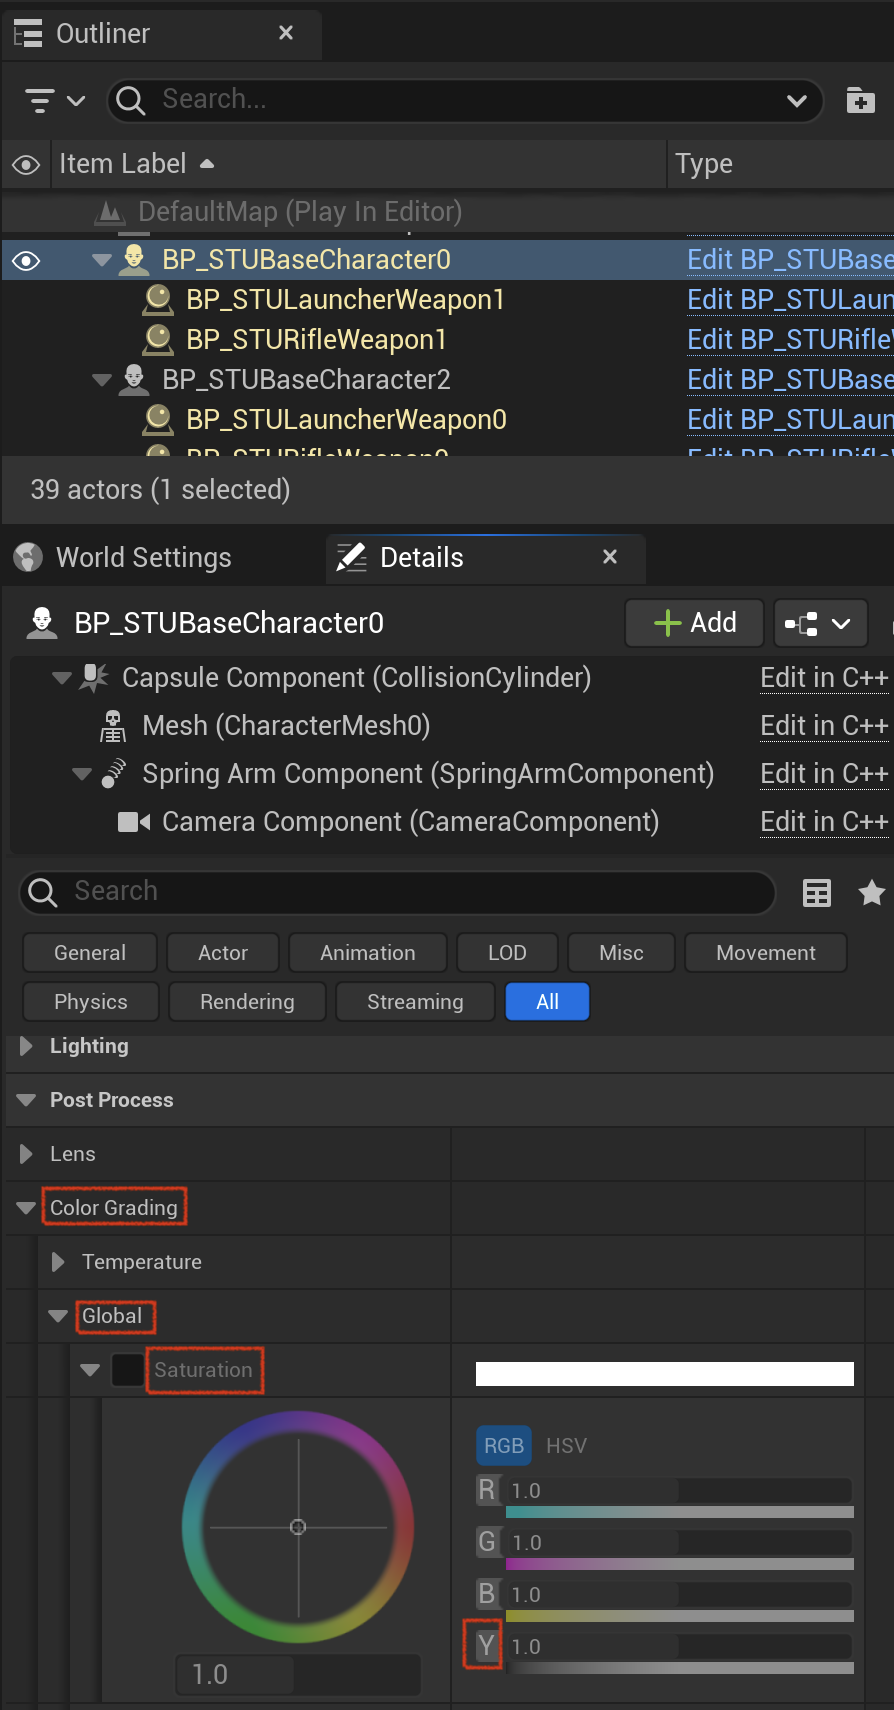 Outliner
Search...
Item Label Type
DefaultMap (Play In Editor)
BP_STUBaseCharacter0 Edit BP_STUBase
BP_STULauncherWeapon1 Edit BP_STULaun
BP_STURifleWeapon1 Edit BP_STURifle
BP_STUBaseCharacter2 Edit BP_STUBase
BP_STULauncherWeapon0 Edit BP_STULaun
39 actors (1 selected)
World Settings Details
BP_STUBaseCharacter0 Add
Capsule Component (CollisionCylinder) Edit in C++
Mesh (CharacterMesh0) Edit in C++
Spring Arm Component (SpringArmComponent) Edit in C++
Camera Component (CameraComponent) Edit in C++
Search
General Actor Animation LOD Misc Movement
Physics Rendering Streaming All
Lighting
Post Process
Lens
Color Grading
Temperature
Global
Saturation
RGB HSV
R 1.0
G 1.0
B 1.0
Y 1.0
1.0